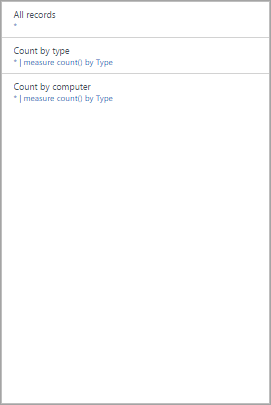 All records
*
Count by type
* | measure count() by Type
Count by computer
* | measure count() by Type